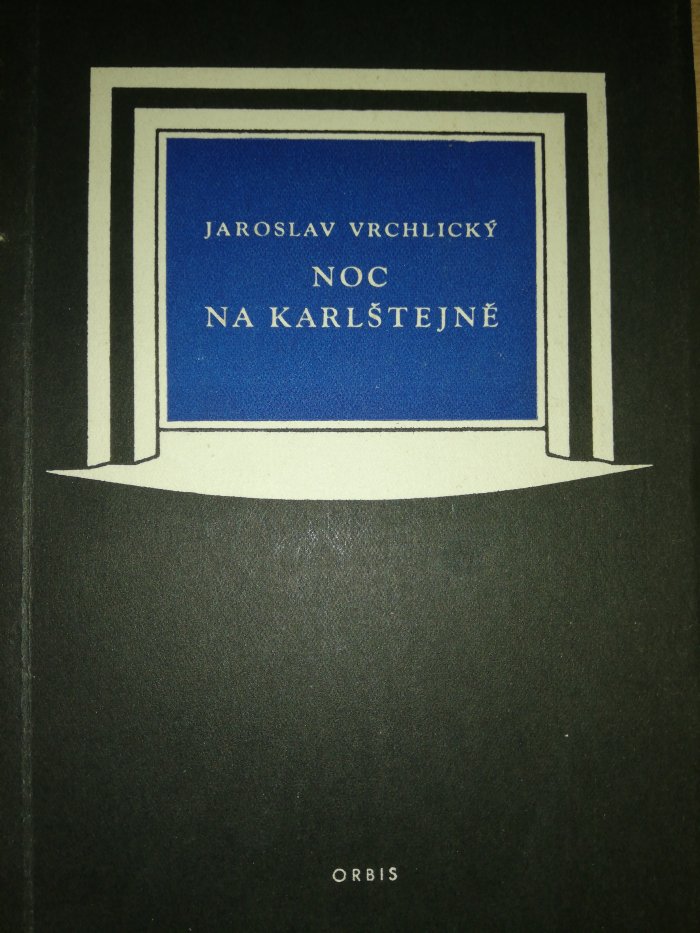 JAROSLAV VRCHLICKÝ
NOC
NA KARLŠTEJNĚ
ORBIS